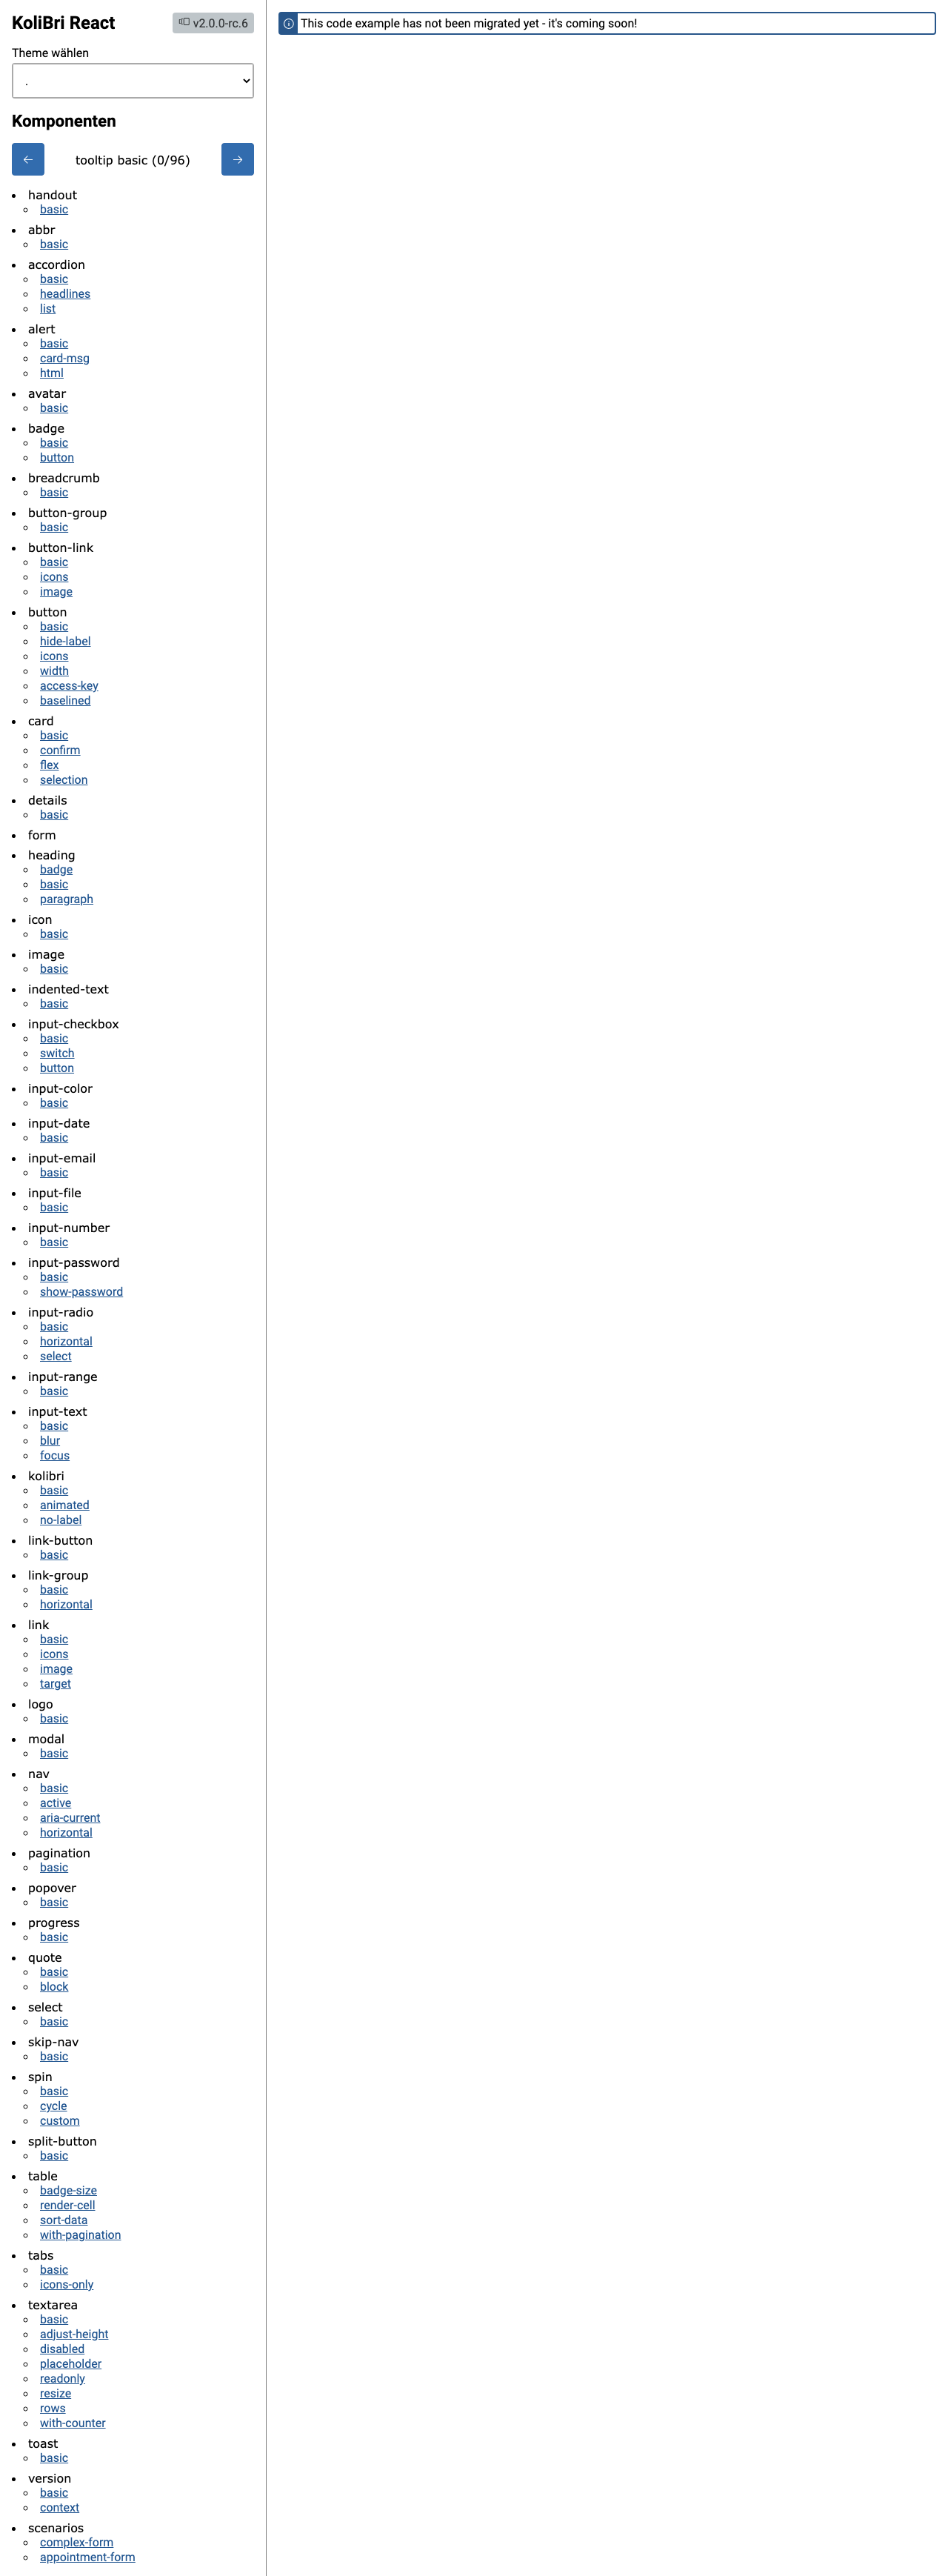 KoliBri React
v2.0.0-rc.6
Theme wählen
.
Komponenten
← tooltip basic (0/96) →
handout
basic
abbr
basic
accordion
basic
headlines
list
alert
basic
card-msg
html
avatar
basic
badge
basic
button
breadcrumb
basic
button-group
basic
button-link
basic
icons
image
button
basic
hide-label
icons
width
access-key
baselined
card
basic
confirm
flex
selection
details
basic
form
heading
badge
basic
paragraph
icon
basic
image
basic
indented-text
basic
input-checkbox
basic
switch
button
input-color
basic
input-date
basic
input-email
basic
input-file
basic
input-number
basic
input-password
basic
show-password
input-radio
basic
horizontal
select
input-range
basic
input-text
basic
blur
focus
kolibri
basic
animated
no-label
link-button
basic
link-group
basic
horizontal
link
basic
icons
image
target
logo
basic
modal
basic
nav
basic
active
aria-current
horizontal
pagination
basic
popover
basic
progress
basic
quote
basic
block
select
basic
skip-nav
basic
spin
basic
cycle
custom
split-button
basic
table
badge-size
render-cell
sort-data
with-pagination
tabs
basic
icons-only
textarea
basic
adjust-height
disabled
placeholder
readonly
resize
rows
with-counter
toast
basic
version
basic
context
scenarios
complex-form
appointment-form
This code example has not been migrated yet - it's coming soon!